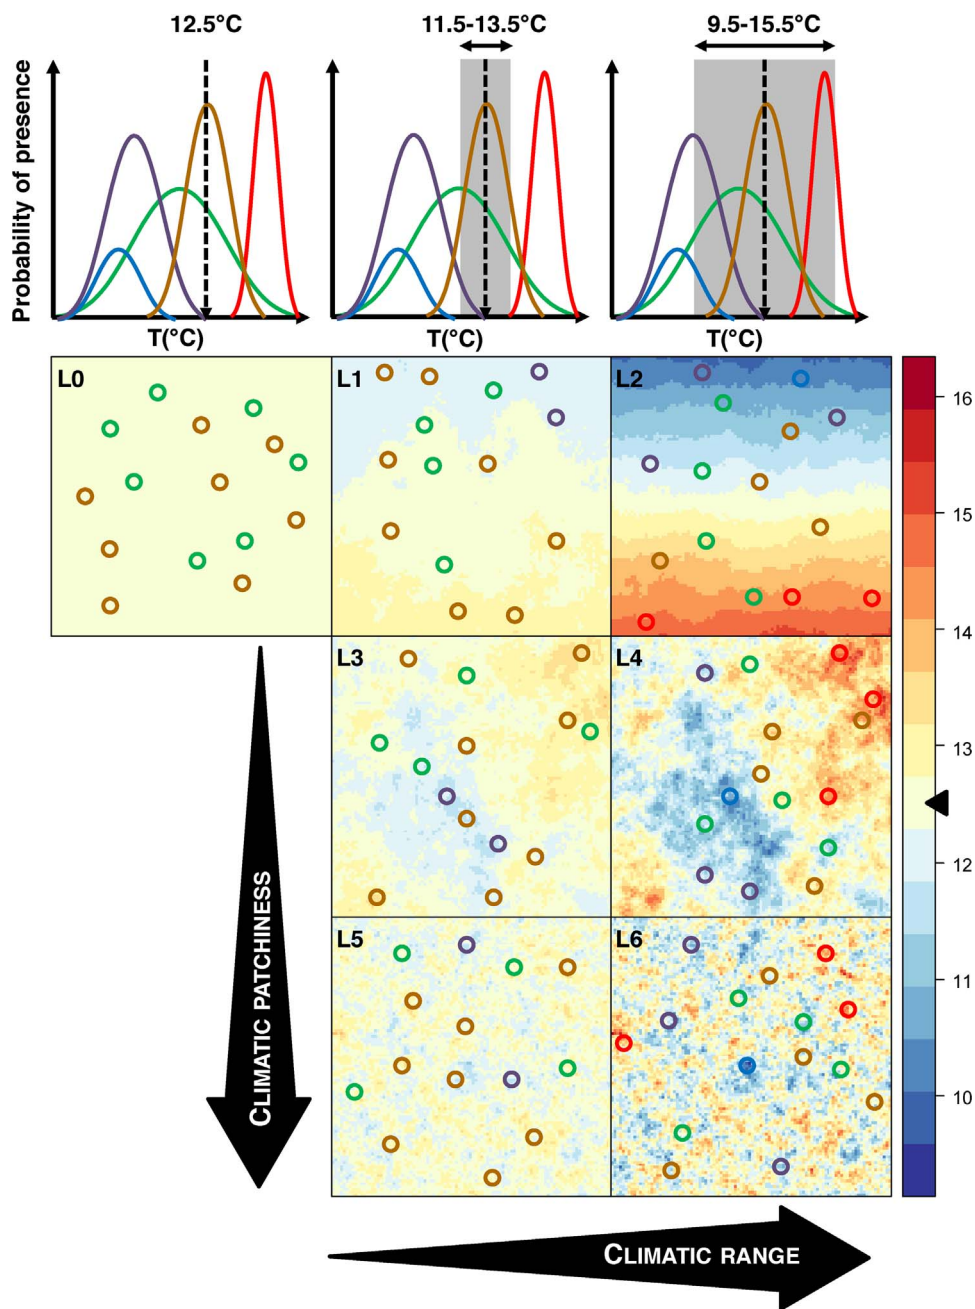 12.5°C
11.5-13.5°C
9.5-15.5°C
Probability of presence
T(°C)
T(°C)
T(°C)
L0
L1
L2
L3
L4
L5
L6
16
15
14
13
12
11
10
CLIMATIC PATCHINESS
CLIMATIC RANGE